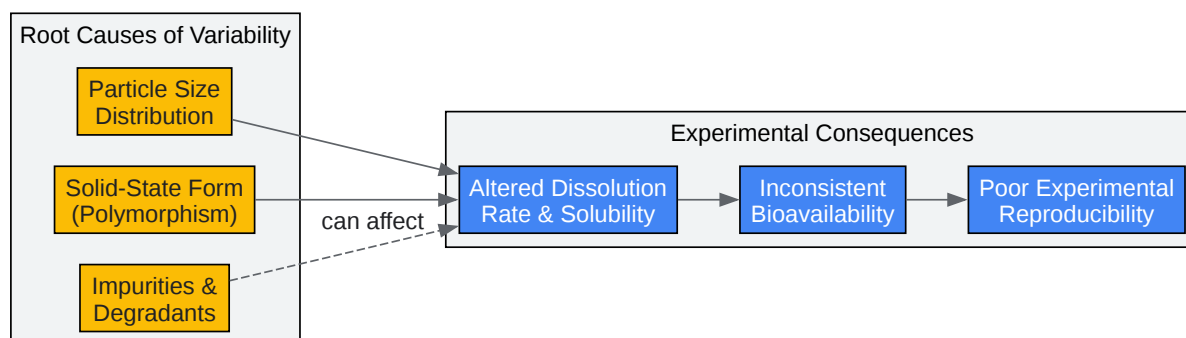 Root Causes of Variability
Particle Size
Distribution
Solid-State Form
(Polymorphism)
Impurities &
Degradants
can affect
Experimental Consequences
Altered Dissolution
Rate & Solubility
Inconsistent
Bioavailability
Poor Experimental
Reproducibility